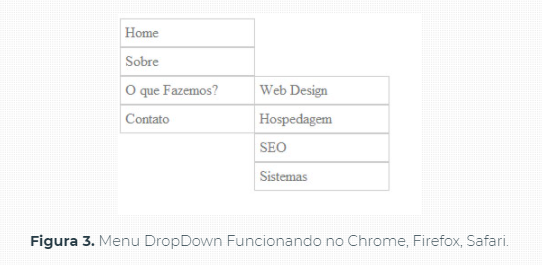 Home
Sobre
O que Fazemos?
Web Design
Contato
Hospedagem
SEO
Sistemas
Figura 3. Menu DropDown Funcionando no Chrome, Firefox, Safari.